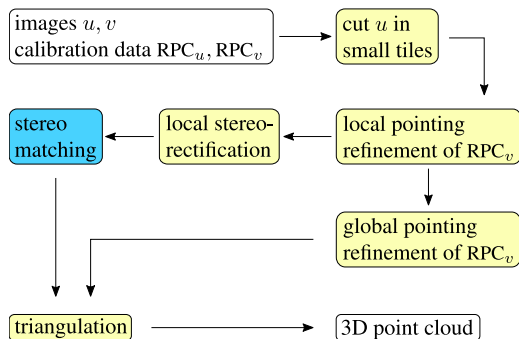 images u, v
calibration data RPC_u, RPC_v
cut u in
small tiles
stereo
matching
local stereo-
rectification
local pointing
refinement of RPC_v
global pointing
refinement of RPC_v
triangulation
3D point cloud